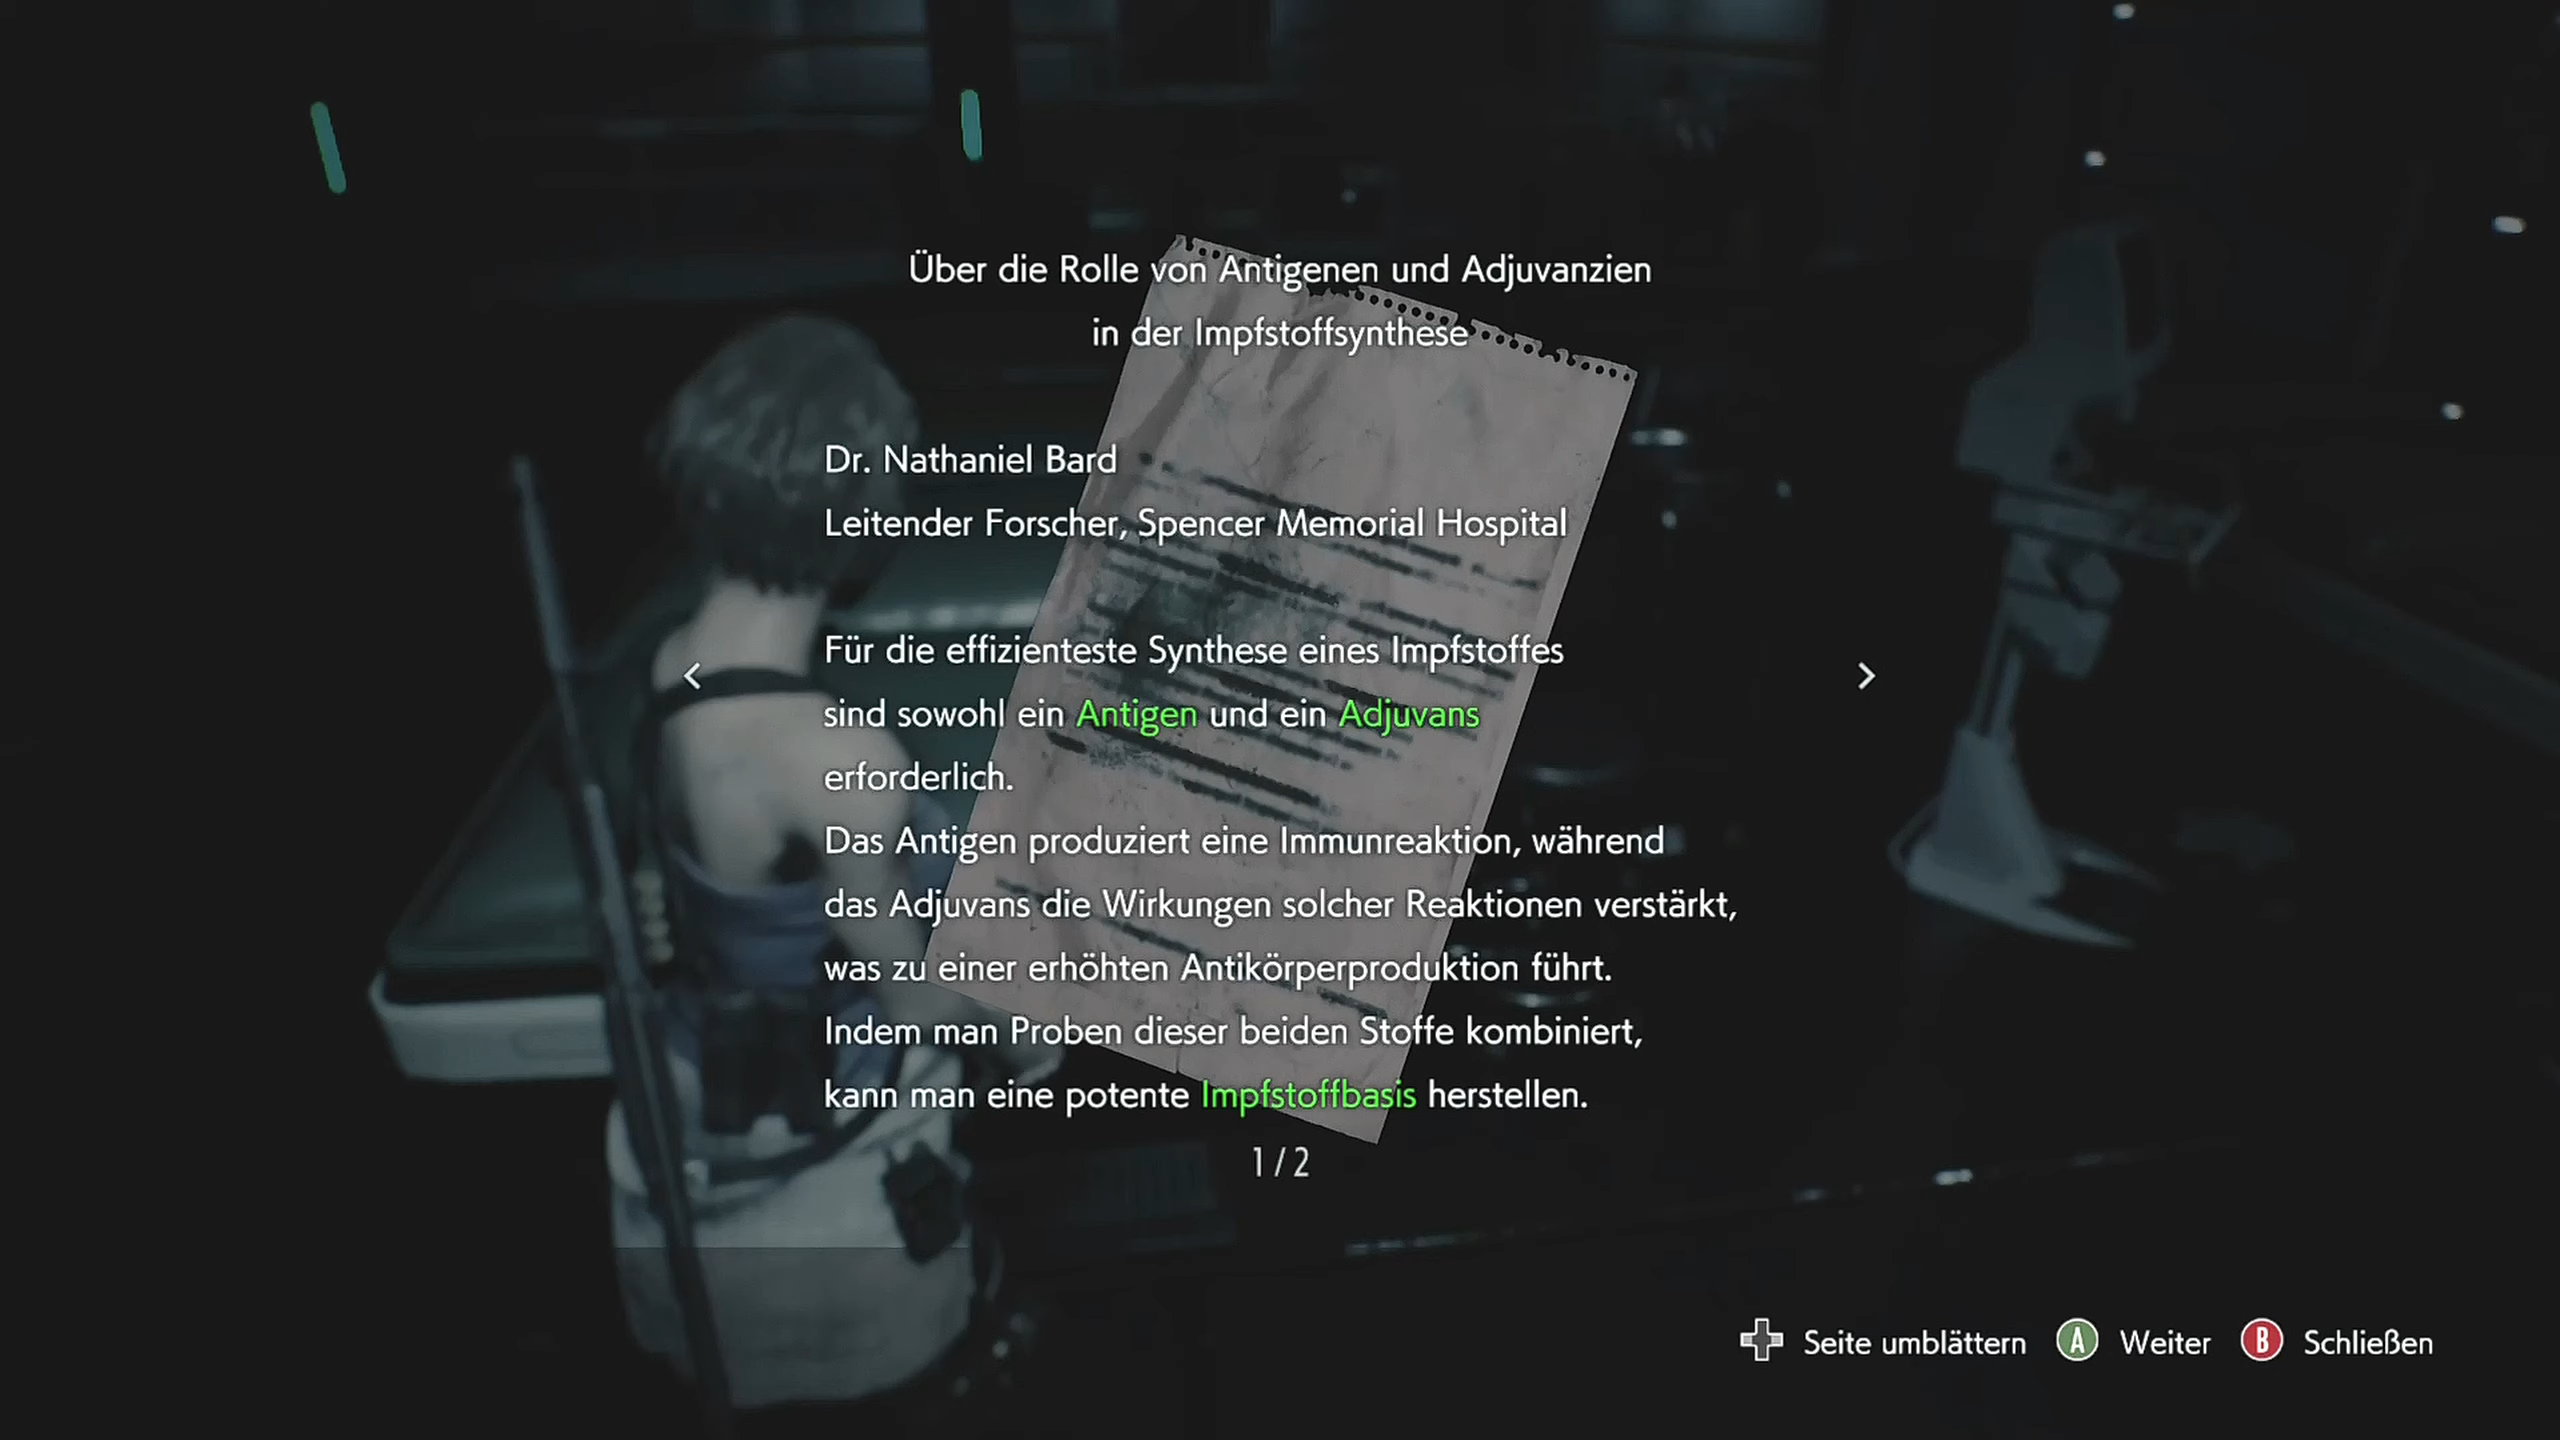 Über die Rolle von Antigenen und Adjuvanzien
in der Impfstoffsynthese
Dr. Nathaniel Bard
Leitender Forscher, Spencer Memorial Hospital
Für die effizienteste Synthese eines Impfstoffes
sind sowohl ein Antigen und ein Adjuvans
erforderlich.
Das Antigen produziert eine Immunreaktion, während
das Adjuvans die Wirkungen solcher Reaktionen verstärkt,
was zu einer erhöhten Antikörperproduktion führt.
Indem man Proben dieser beiden Stoffe kombiniert,
kann man eine potente Impfstoffbasis herstellen.
1 / 2
Seite umblättern A Weiter B Schließen